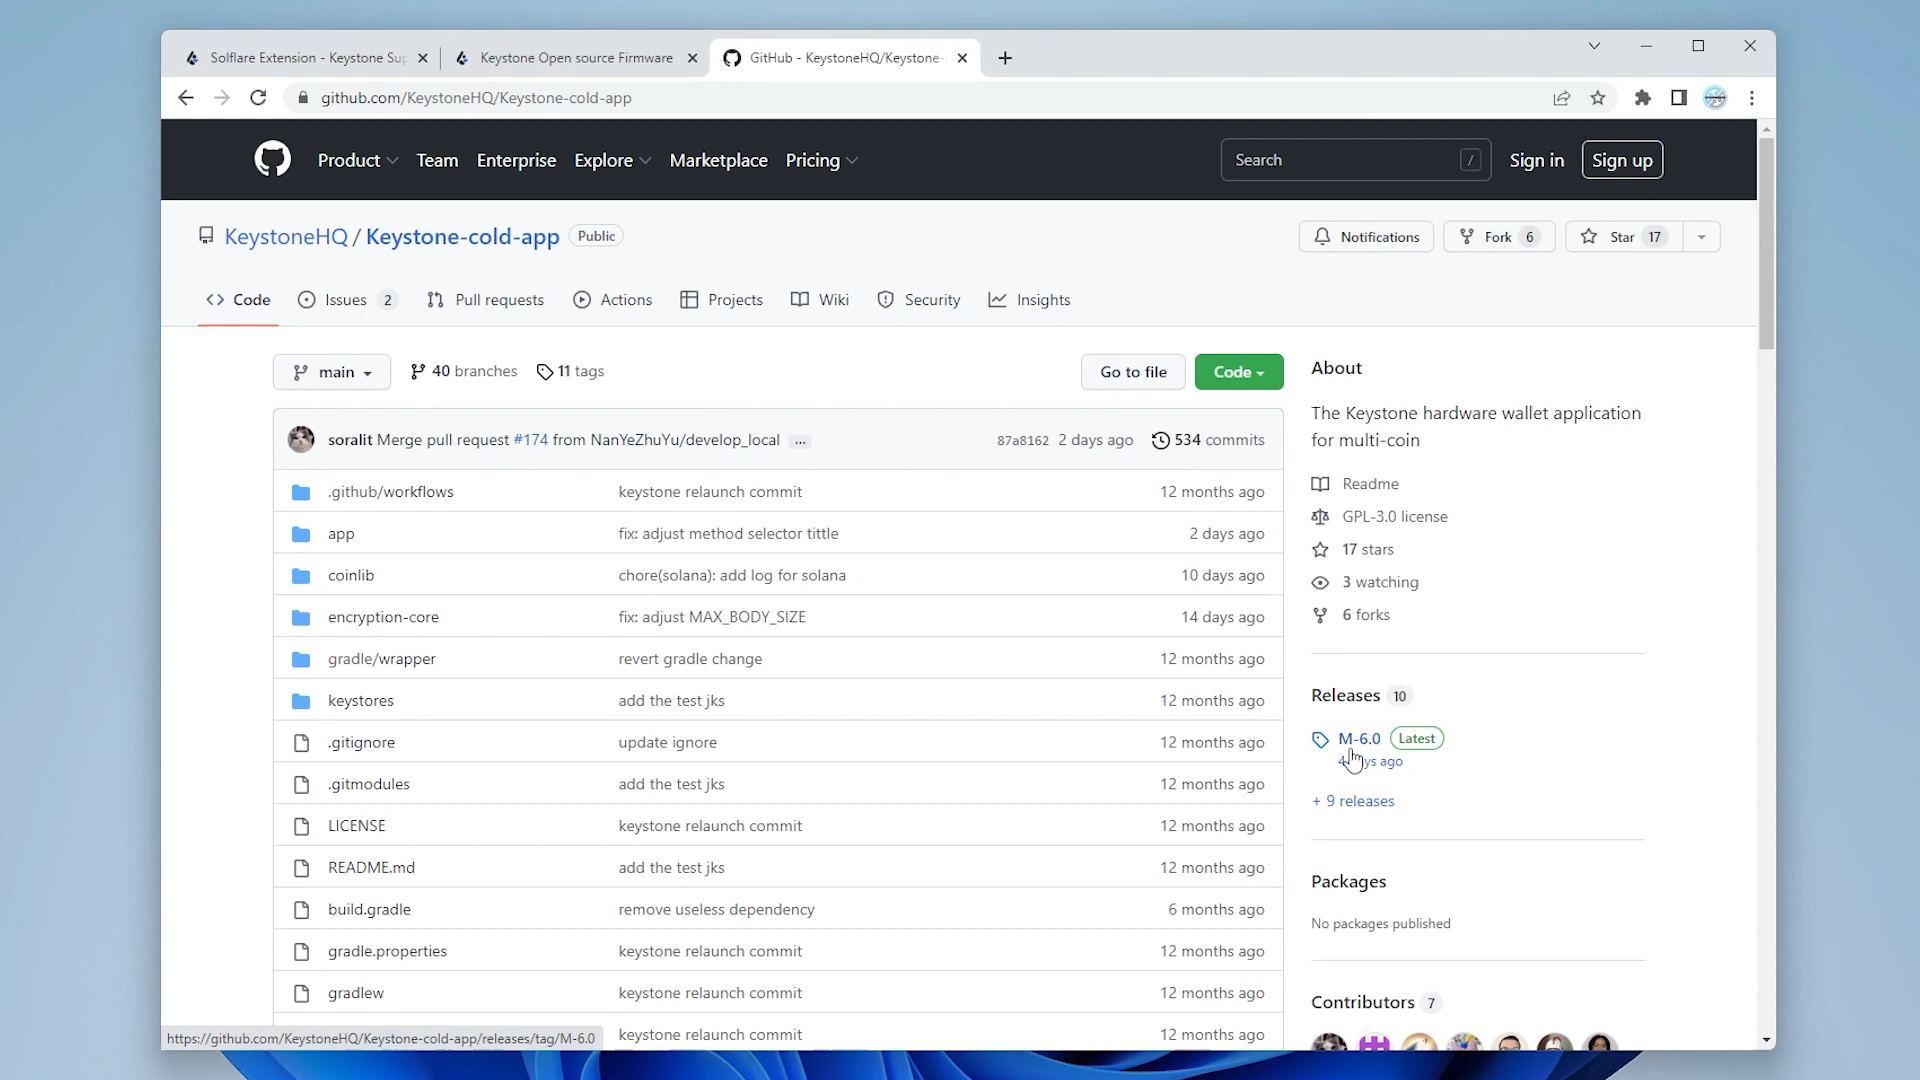 Solflare Extension - Keystone Sup
Keystone Open source Firmware
GitHub - KeystoneHQ/Keystone-
github.com/KeystoneHQ/Keystone-cold-app
Product Team Enterprise Explore Marketplace Pricing
Search /
Sign in
Sign up
KeystoneHQ / Keystone-cold-app
Public
Notifications
Fork 6
Star 17
Code
Issues 2
Pull requests
Actions
Projects
Wiki
Security
Insights
main
40 branches
11 tags
Go to file
Code
soralit Merge pull request #174 from NanYeZhuYu/develop_local ...
87a8162 2 days ago
534 commits
.github/workflows keystone relaunch commit 12 months ago
app fix: adjust method selector tittle 2 days ago
coinlib chore(solana): add log for solana 10 days ago
encryption-core fix: adjust MAX_BODY_SIZE 14 days ago
gradle/wrapper revert gradle change 12 months ago
keystores add the test jks 12 months ago
.gitignore update ignore 12 months ago
.gitmodules add the test jks 12 months ago
LICENSE keystone relaunch commit 12 months ago
README.md add the test jks 12 months ago
build.gradle remove useless dependency 6 months ago
gradle.properties keystone relaunch commit 12 months ago
gradlew keystone relaunch commit 12 months ago
keystone relaunch commit 12 months ago
About
The Keystone hardware wallet application
for multi-coin
Readme
GPL-3.0 license
17 stars
3 watching
6 forks
Releases 10
M-6.0 Latest
4 days ago
+ 9 releases
Packages
No packages published
Contributors 7
https://github.com/KeystoneHQ/Keystone-cold-app/releases/tag/M-6.0